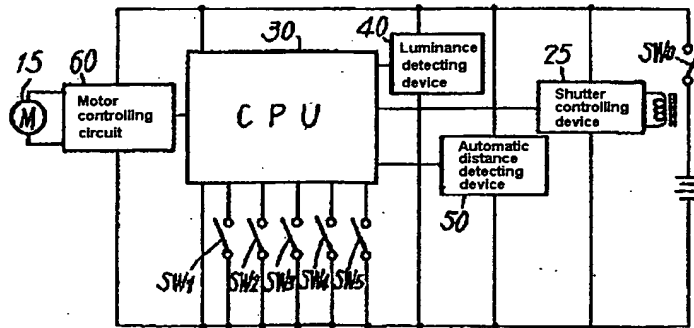 30
40
Luminance
detecting
device
SW0
15
60
25
Motor
controlling
circuit
M
CPU
Shutter
controlling
device
Automatic
distance
detecting
device
50
SW1
SW2
SW3
SW4
SW5